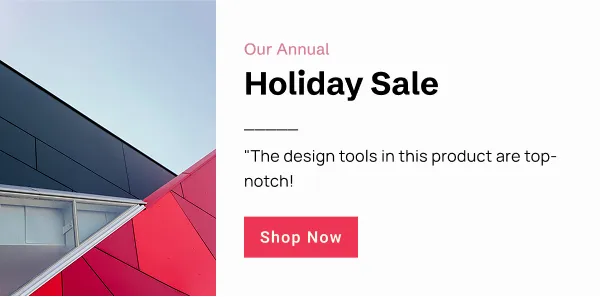 Our Annual
Holiday Sale
"The design tools in this product are top-
notch!
Shop Now